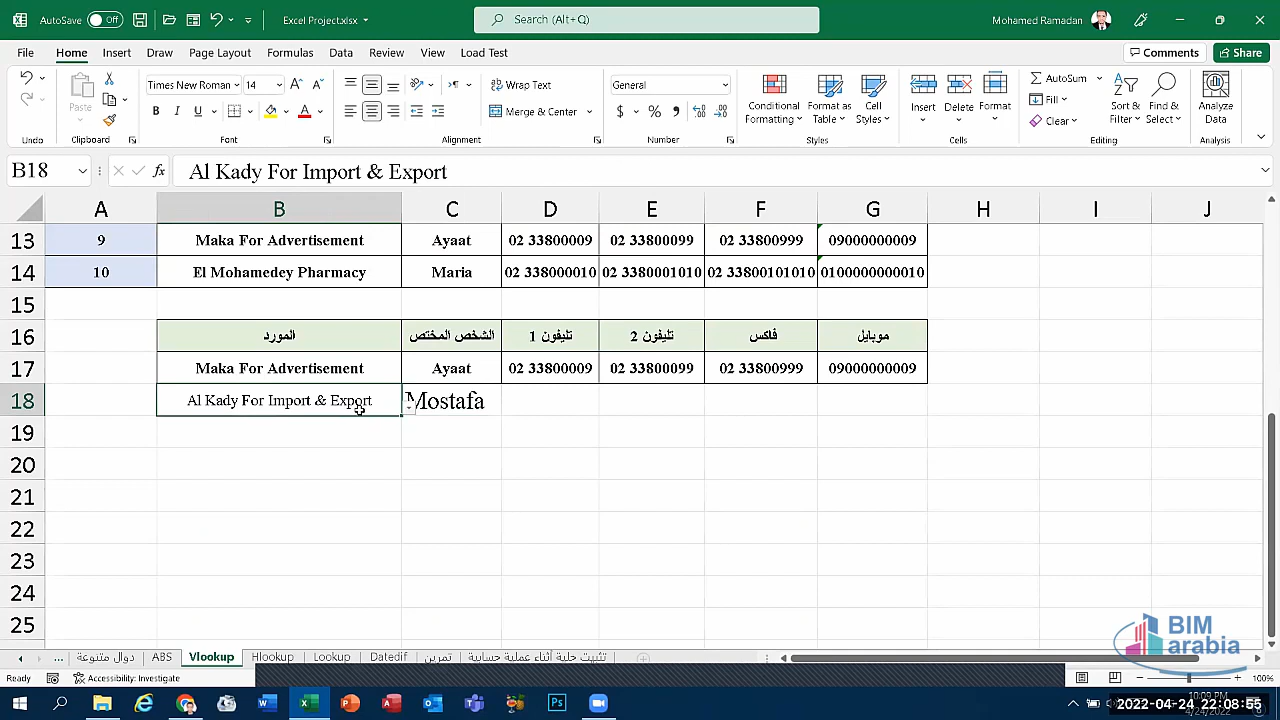 AutoSave Off Excel Project.xlsx Search (Alt+Q) Mohamed Ramadan
File Home Insert Draw Page Layout Formulas Data Review View Load Test Comments Share
Paste Times New Roman 14 B I U Wrap Text Merge & Center General $ % Conditional Formatting Format as Table Cell Styles Insert Delete Format AutoSum Fill Clear Sort & Filter Find & Select Analyze Data
Undo Clipboard Font Alignment Number Styles Cells Editing Analysis
B18 fx Al Kady For Import & Export
A B C D E F G H I J
13 9 Maka For Advertisement Ayaat 02 33800009 02 33800099 02 33800999 09000000009
14 10 El Mohamedey Pharmacy Maria 02 338000010 02 3380001010 02 33800101010 0100000000010
15
16 المورد الشخص المختص تليفون 1 تليفون 2 فاكس موبايل
17 Maka For Advertisement Ayaat 02 33800009 02 33800099 02 33800999 09000000009
18 Al Kady For Import & Export Mostafa
19
20
21
22
23
24
25
BIM
arabia
... دوال متنوعة ABS Vlookup Hlookup Lookup Datedif تمرين تثبيت خلية أثناء عملية حسابية
Ready Accessibility: Investigate 100%
2022-04-24 22:08:55